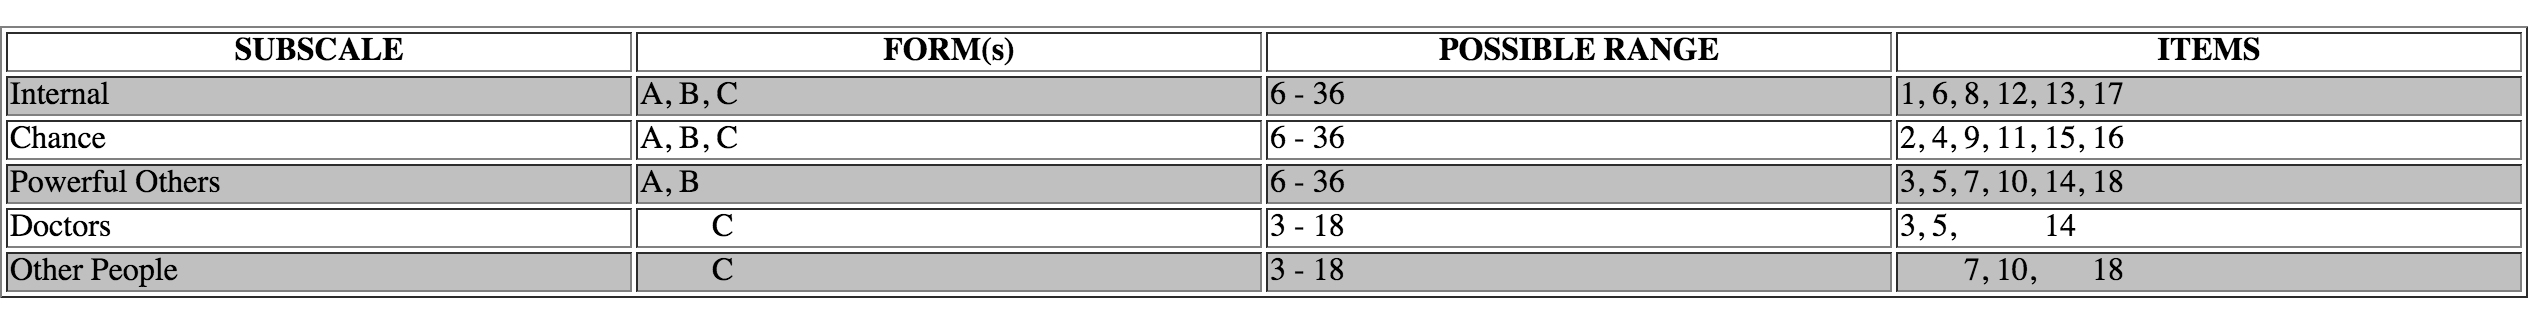 SUBSCALE FORM(s) POSSIBLE RANGE ITEMS
Internal A, B, C 6 - 36 1, 6, 8, 12, 13, 17
Chance A, B, C 6 - 36 2, 4, 9, 11, 15, 16
Powerful Others A, B 6 - 36 3, 5, 7, 10, 14, 18
Doctors C 3 - 18 3, 5, 14
Other People C 3 - 18 7, 10, 18